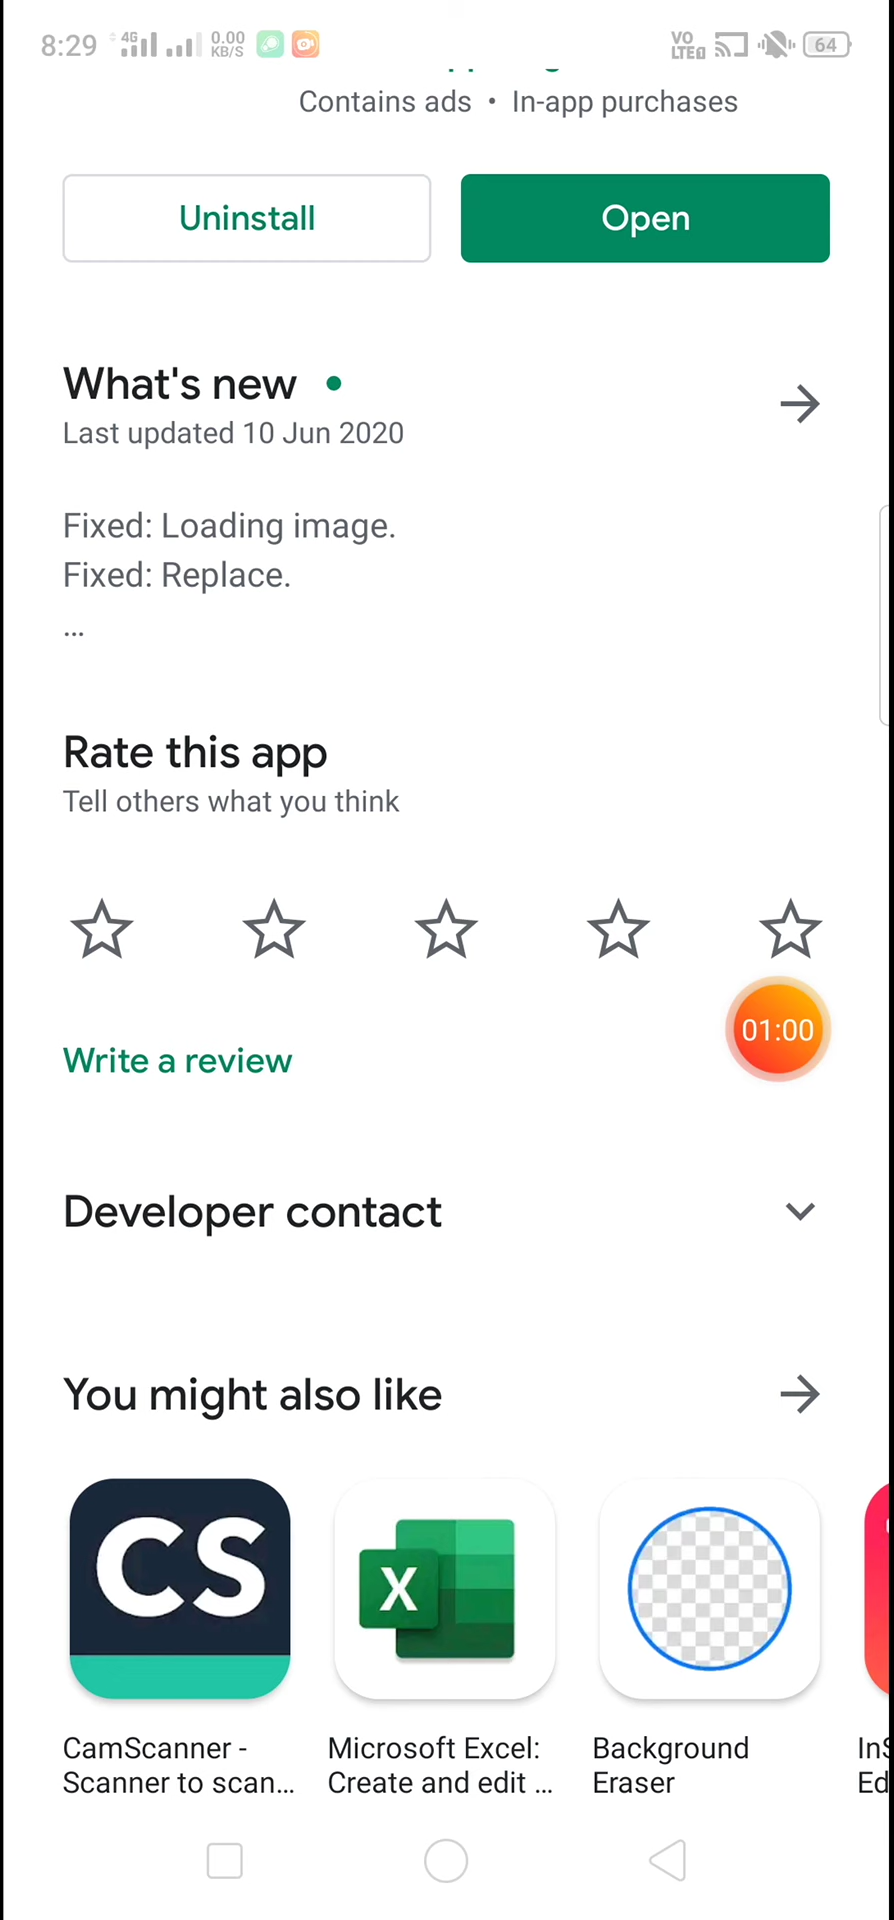 8:29 4G 0.00 KB/S VO LTE 64
Contains ads • In-app purchases
Uninstall Open
What's new
Last updated 10 Jun 2020
Fixed: Loading image.
Fixed: Replace.
...
Rate this app
Tell others what you think
01:00
Write a review
Developer contact
You might also like
CS X
CamScanner - Microsoft Excel: Background
Scanner to scan... Create and edit ... Eraser Ed